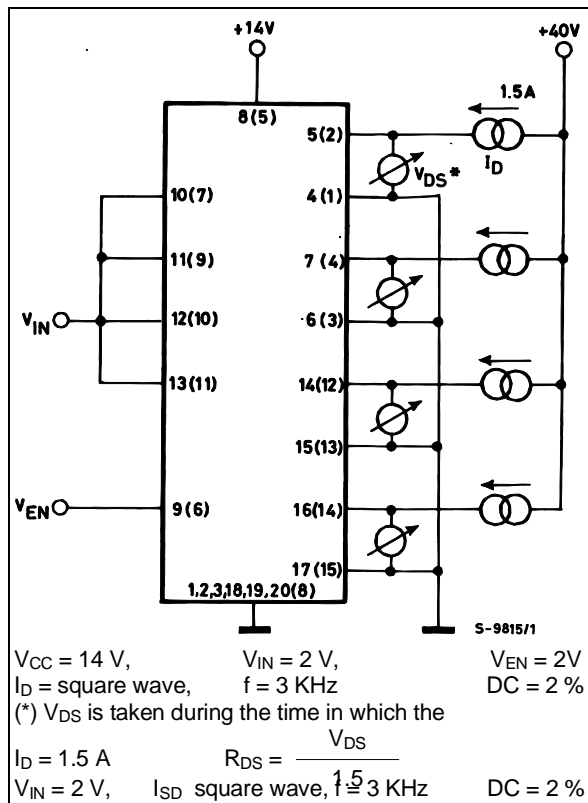 +14V +40V
8(5) 1.5A
5(2)
I_D
V_DS*
10(7) 4(1)
11(9) 7(4)
V_IN 12(10) 6(3)
13(11) 14(12)
15(13)
V_EN 9(6) 16(14)
17(15)
1,2,3,18,19,20(8)
S-9815/1
V_CC = 14 V, V_IN = 2 V, V_EN = 2V
I_D = square wave, f = 3 KHz DC = 2 %
(*) V_DS is taken during the time in which the
V_DS
I_D = 1.5 A R_DS =
1.5
V_IN = 2 V, I_SD square wave, f = 3 KHz DC = 2 %